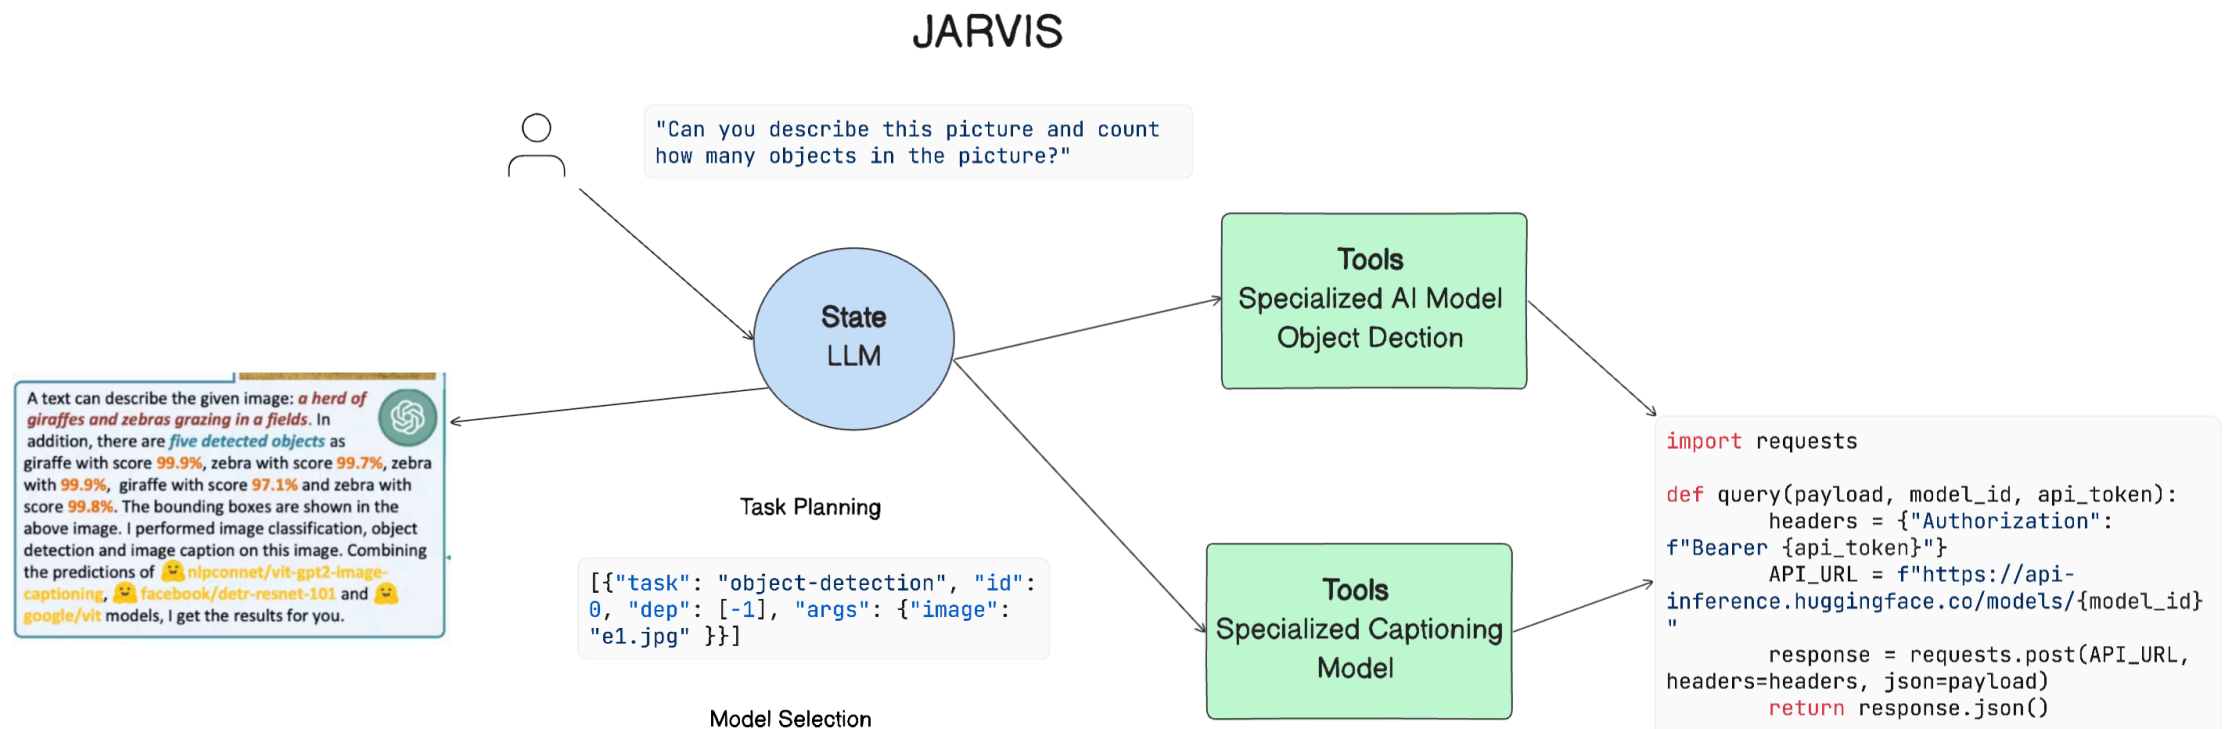 JARVIS
"Can you describe this picture and count
how many objects in the picture?"
State
LLM
Tools
Specialized AI Model
Object Dection
Tools
Specialized Captioning
Model
A text can describe the given image: a herd of
giraffes and zebras grazing in a fields. In
addition, there are five detected objects as
giraffe with score 99.9%, zebra with score 99.7%, zebra
with 99.9%, giraffe with score 97.1% and zebra with
score 99.8%. The bounding boxes are shown in the
above image. I performed image classification, object
detection and image caption on this image. Combining
the predictions of nlpconnet/vit-gpt2-image-
captioning, facebook/detr-resnet-101 and
google/vit models, I get the results for you.
Task Planning
[{"task": "object-detection", "id":
0, "dep": [-1], "args": {"image":
"e1.jpg" }}]
Model Selection
import requests
def query(payload, model_id, api_token):
headers = {"Authorization":
f"Bearer {api_token}"}
API_URL = f"https://api-
inference.huggingface.co/models/{model_id}
"
response = requests.post(API_URL,
headers=headers, json=payload)
return response.json()